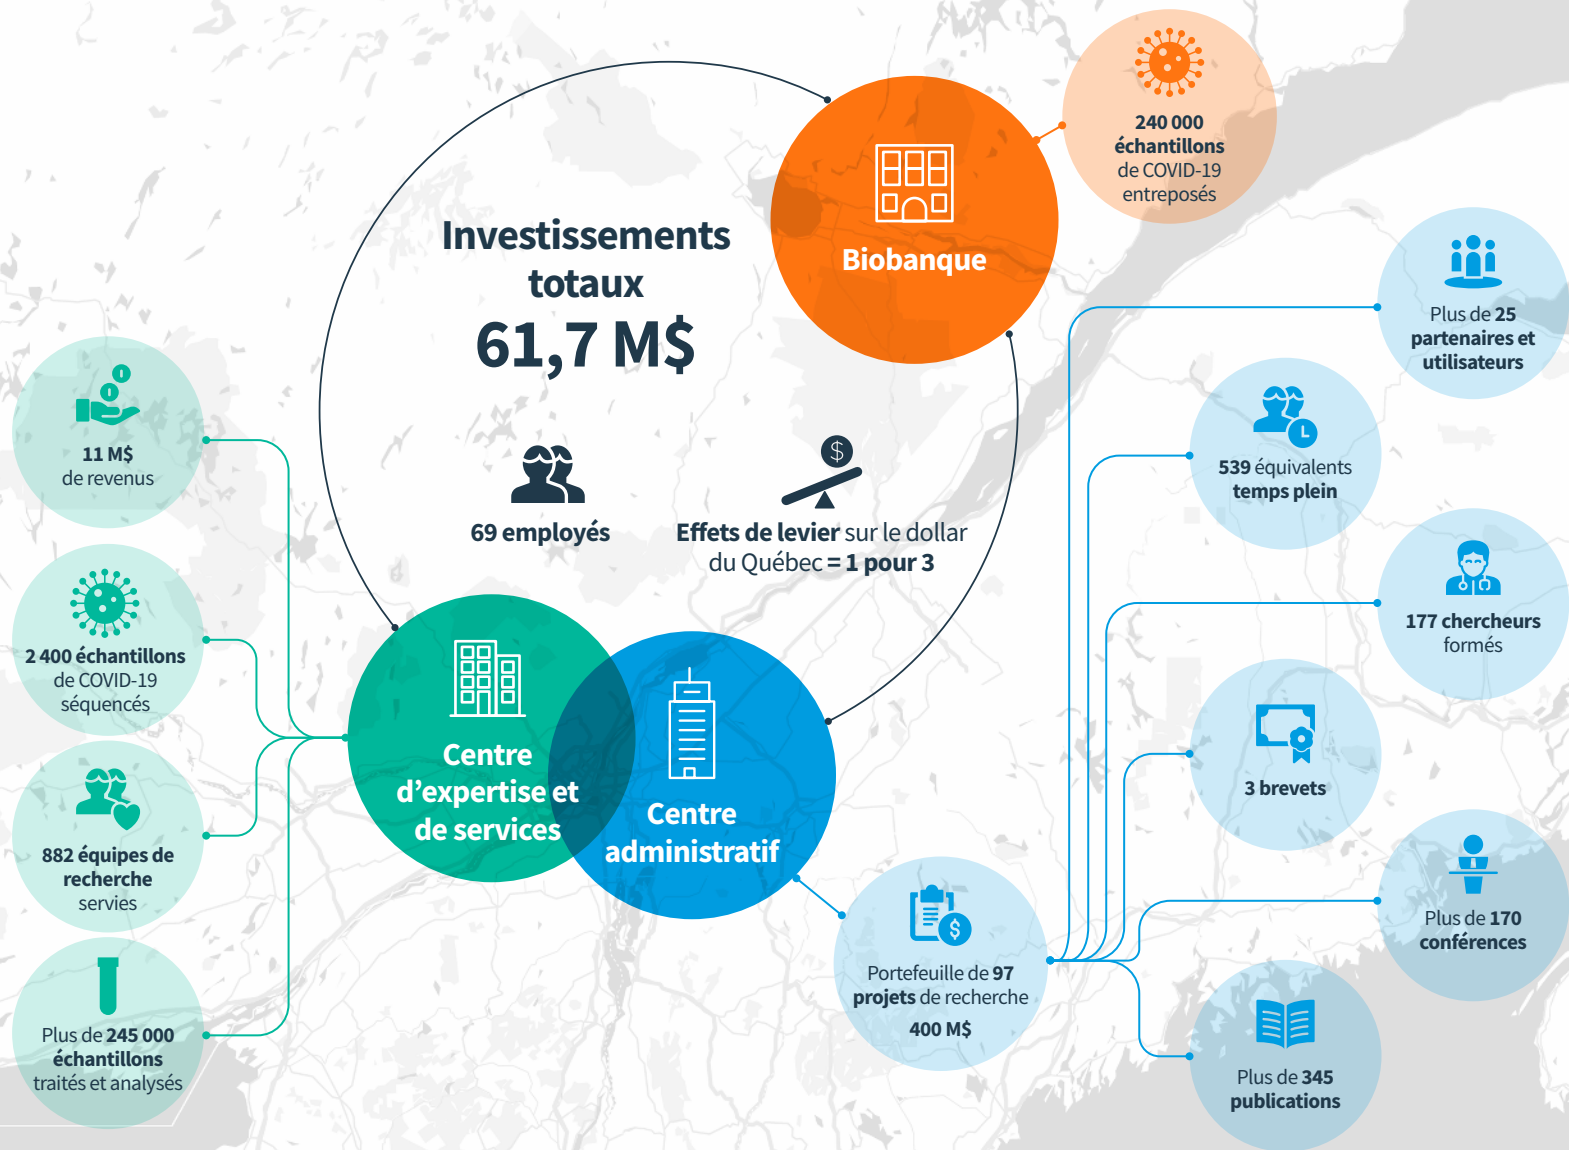 Investissements
totaux
61,7 M$
69 employés
Effets de levier sur le dollar
du Québec = 1 pour 3
Biobanque
240 000
échantillons
de COVID-19
entreposés
Centre
d’expertise et
de services
11 M$
de revenus
2 400 échantillons
de COVID-19
séquencés
882 équipes de
recherche
servies
Plus de 245 000
échantillons
traités et analysés
Centre
administratif
Portefeuille de 97
projets de recherche
400 M$
Plus de 25
partenaires et
utilisateurs
539 équivalents
temps plein
177 chercheurs
formés
3 brevets
Plus de 170
conférences
Plus de 345
publications